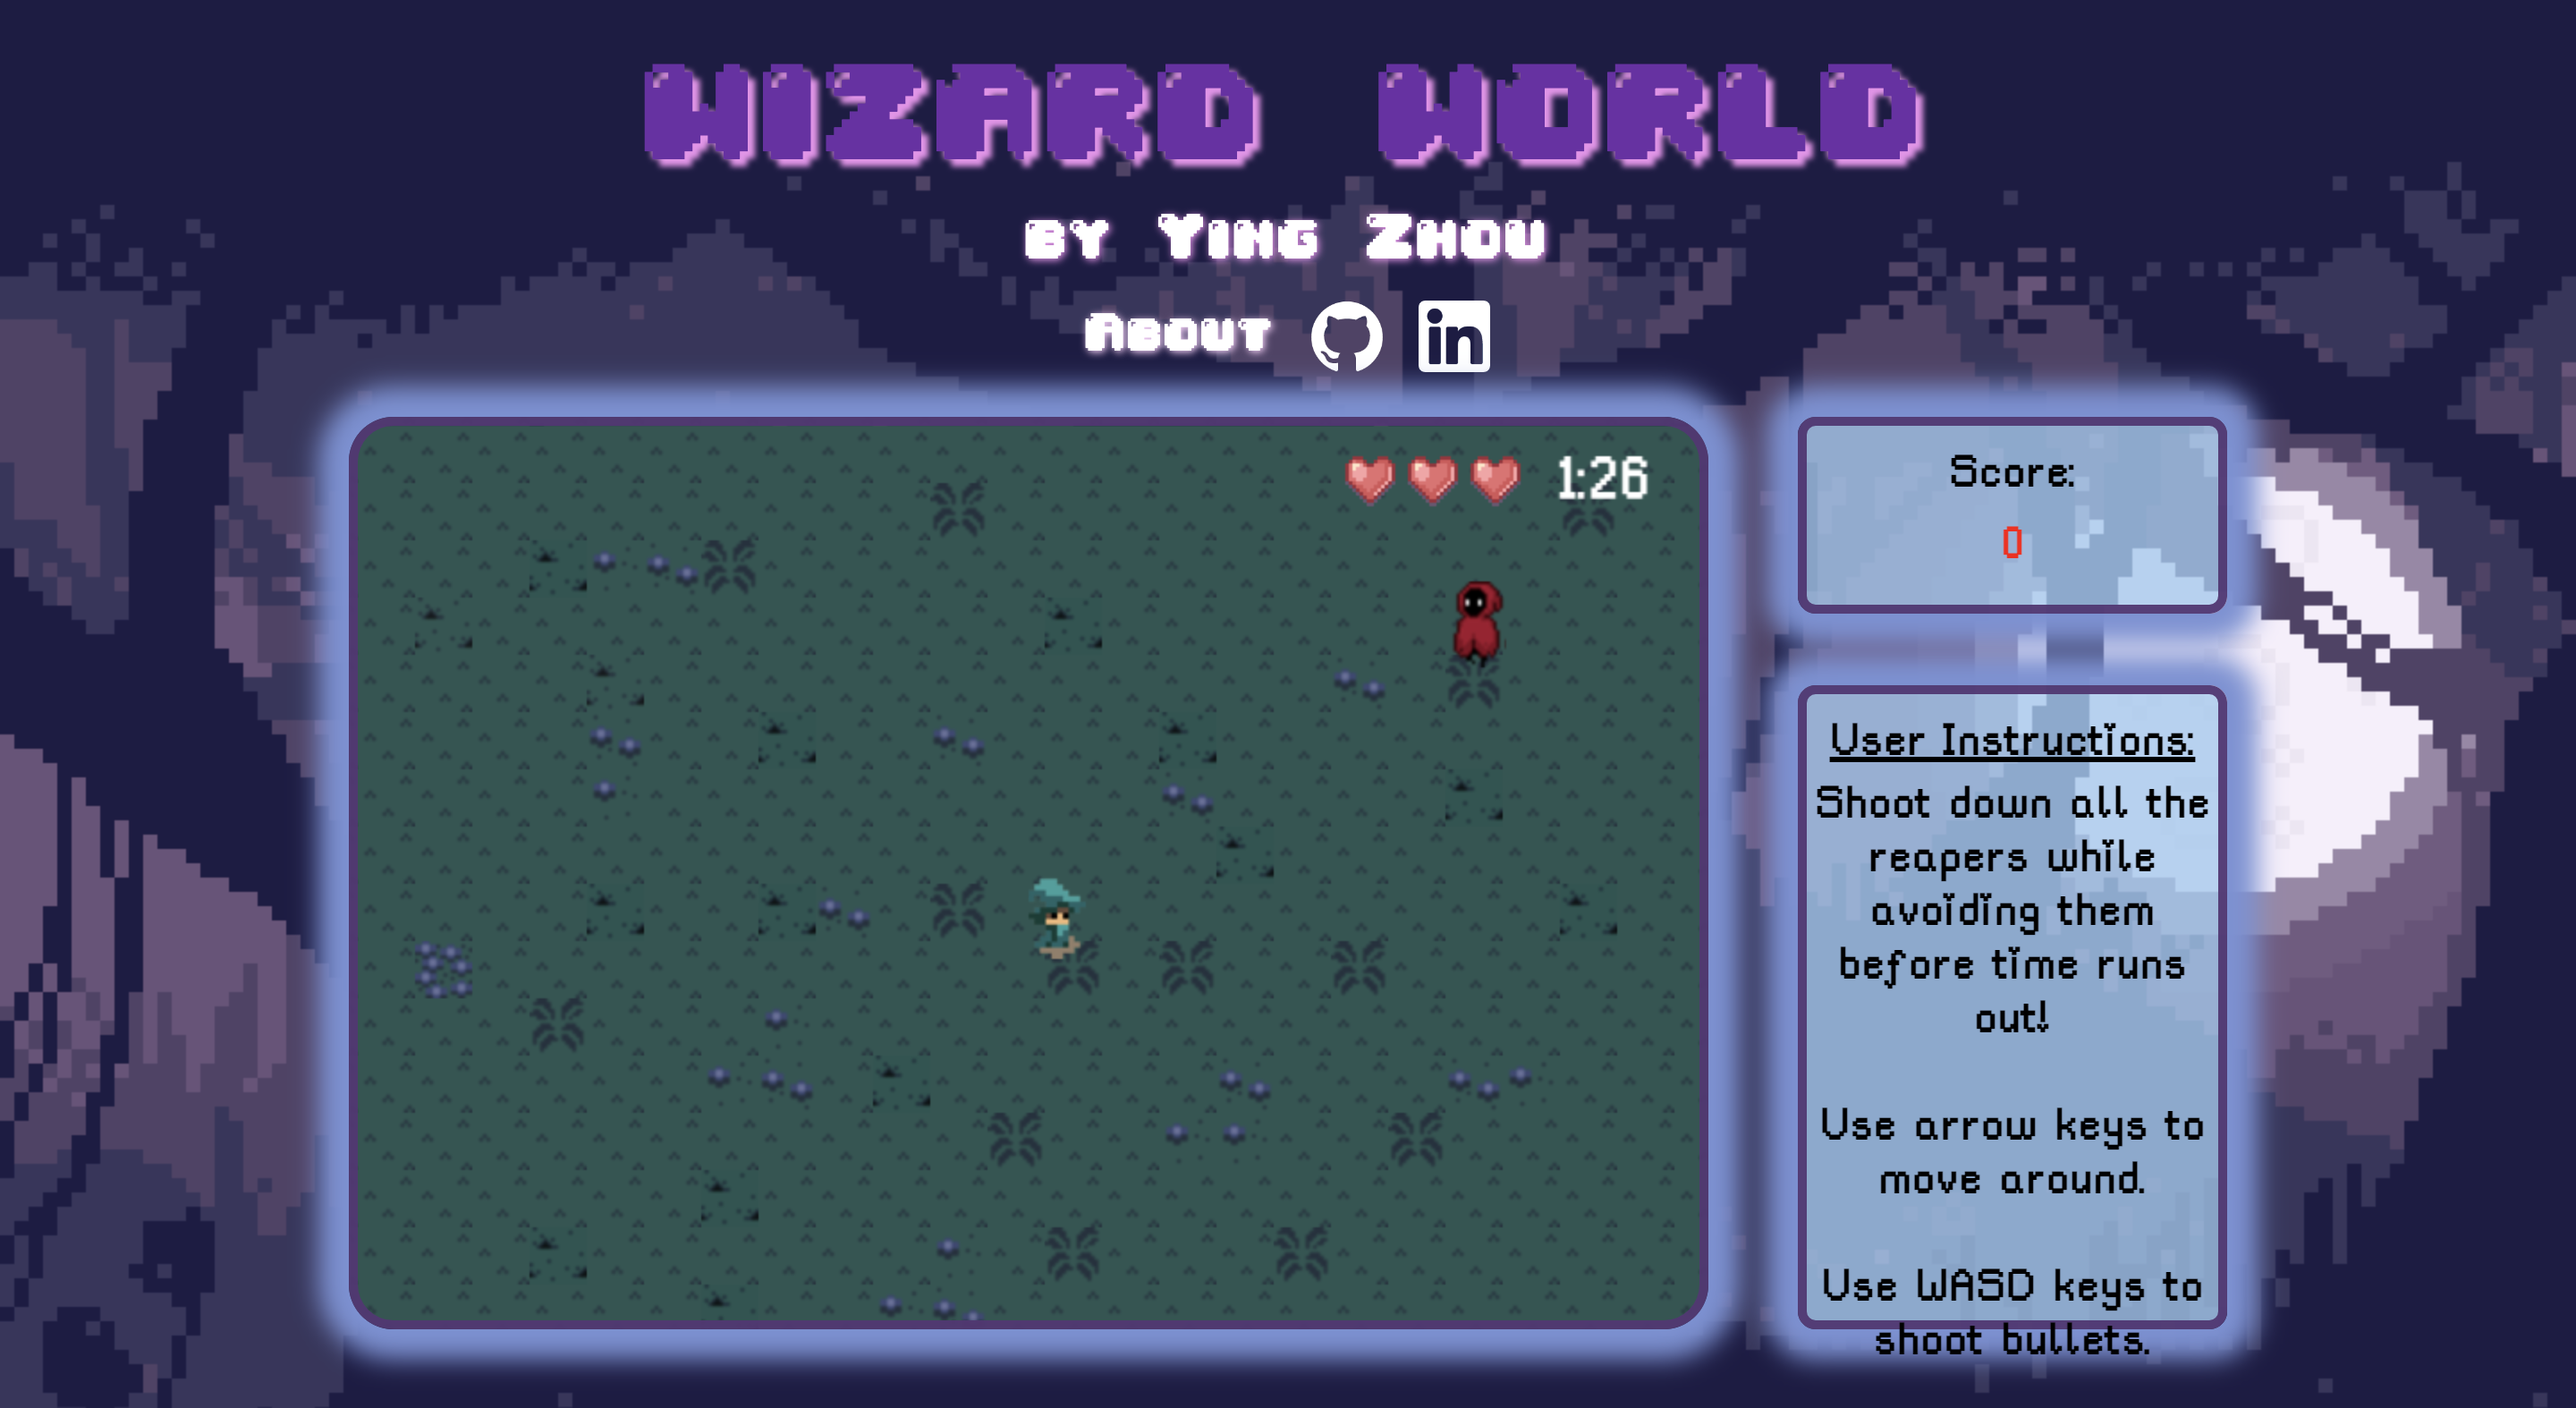 WIZARD WORLD
BY YING ZHOU
ABOUT
in
1:26
Score:
0
User Instructions:
Shoot down all the
reapers while
avoiding them
before time runs
out!
Use arrow keys to
move around.
Use WASD keys to
shoot bullets.